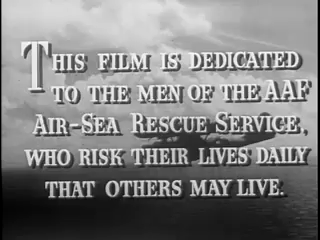 THIS FILM IS DEDICATED
TO THE MEN OF THE AAF
AIR-SEA RESCUE SERVICE,
WHO RISK THEIR LIVES DAILY
THAT OTHERS MAY LIVE.